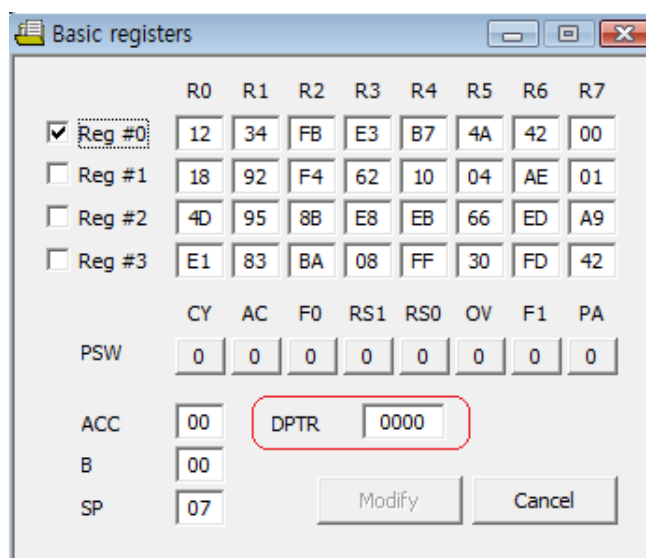 Basic registers
R0 R1 R2 R3 R4 R5 R6 R7
Reg #0 12 34 FB E3 B7 4A 42 00
Reg #1 18 92 F4 62 10 04 AE 01
Reg #2 4D 95 8B E8 EB 66 ED A9
Reg #3 E1 83 BA 08 FF 30 FD 42
CY AC F0 RS1 RS0 OV F1 PA
PSW 0 0 0 0 0 0 0 0
ACC 00 DPTR 0000
B 00
SP 07 Modify Cancel